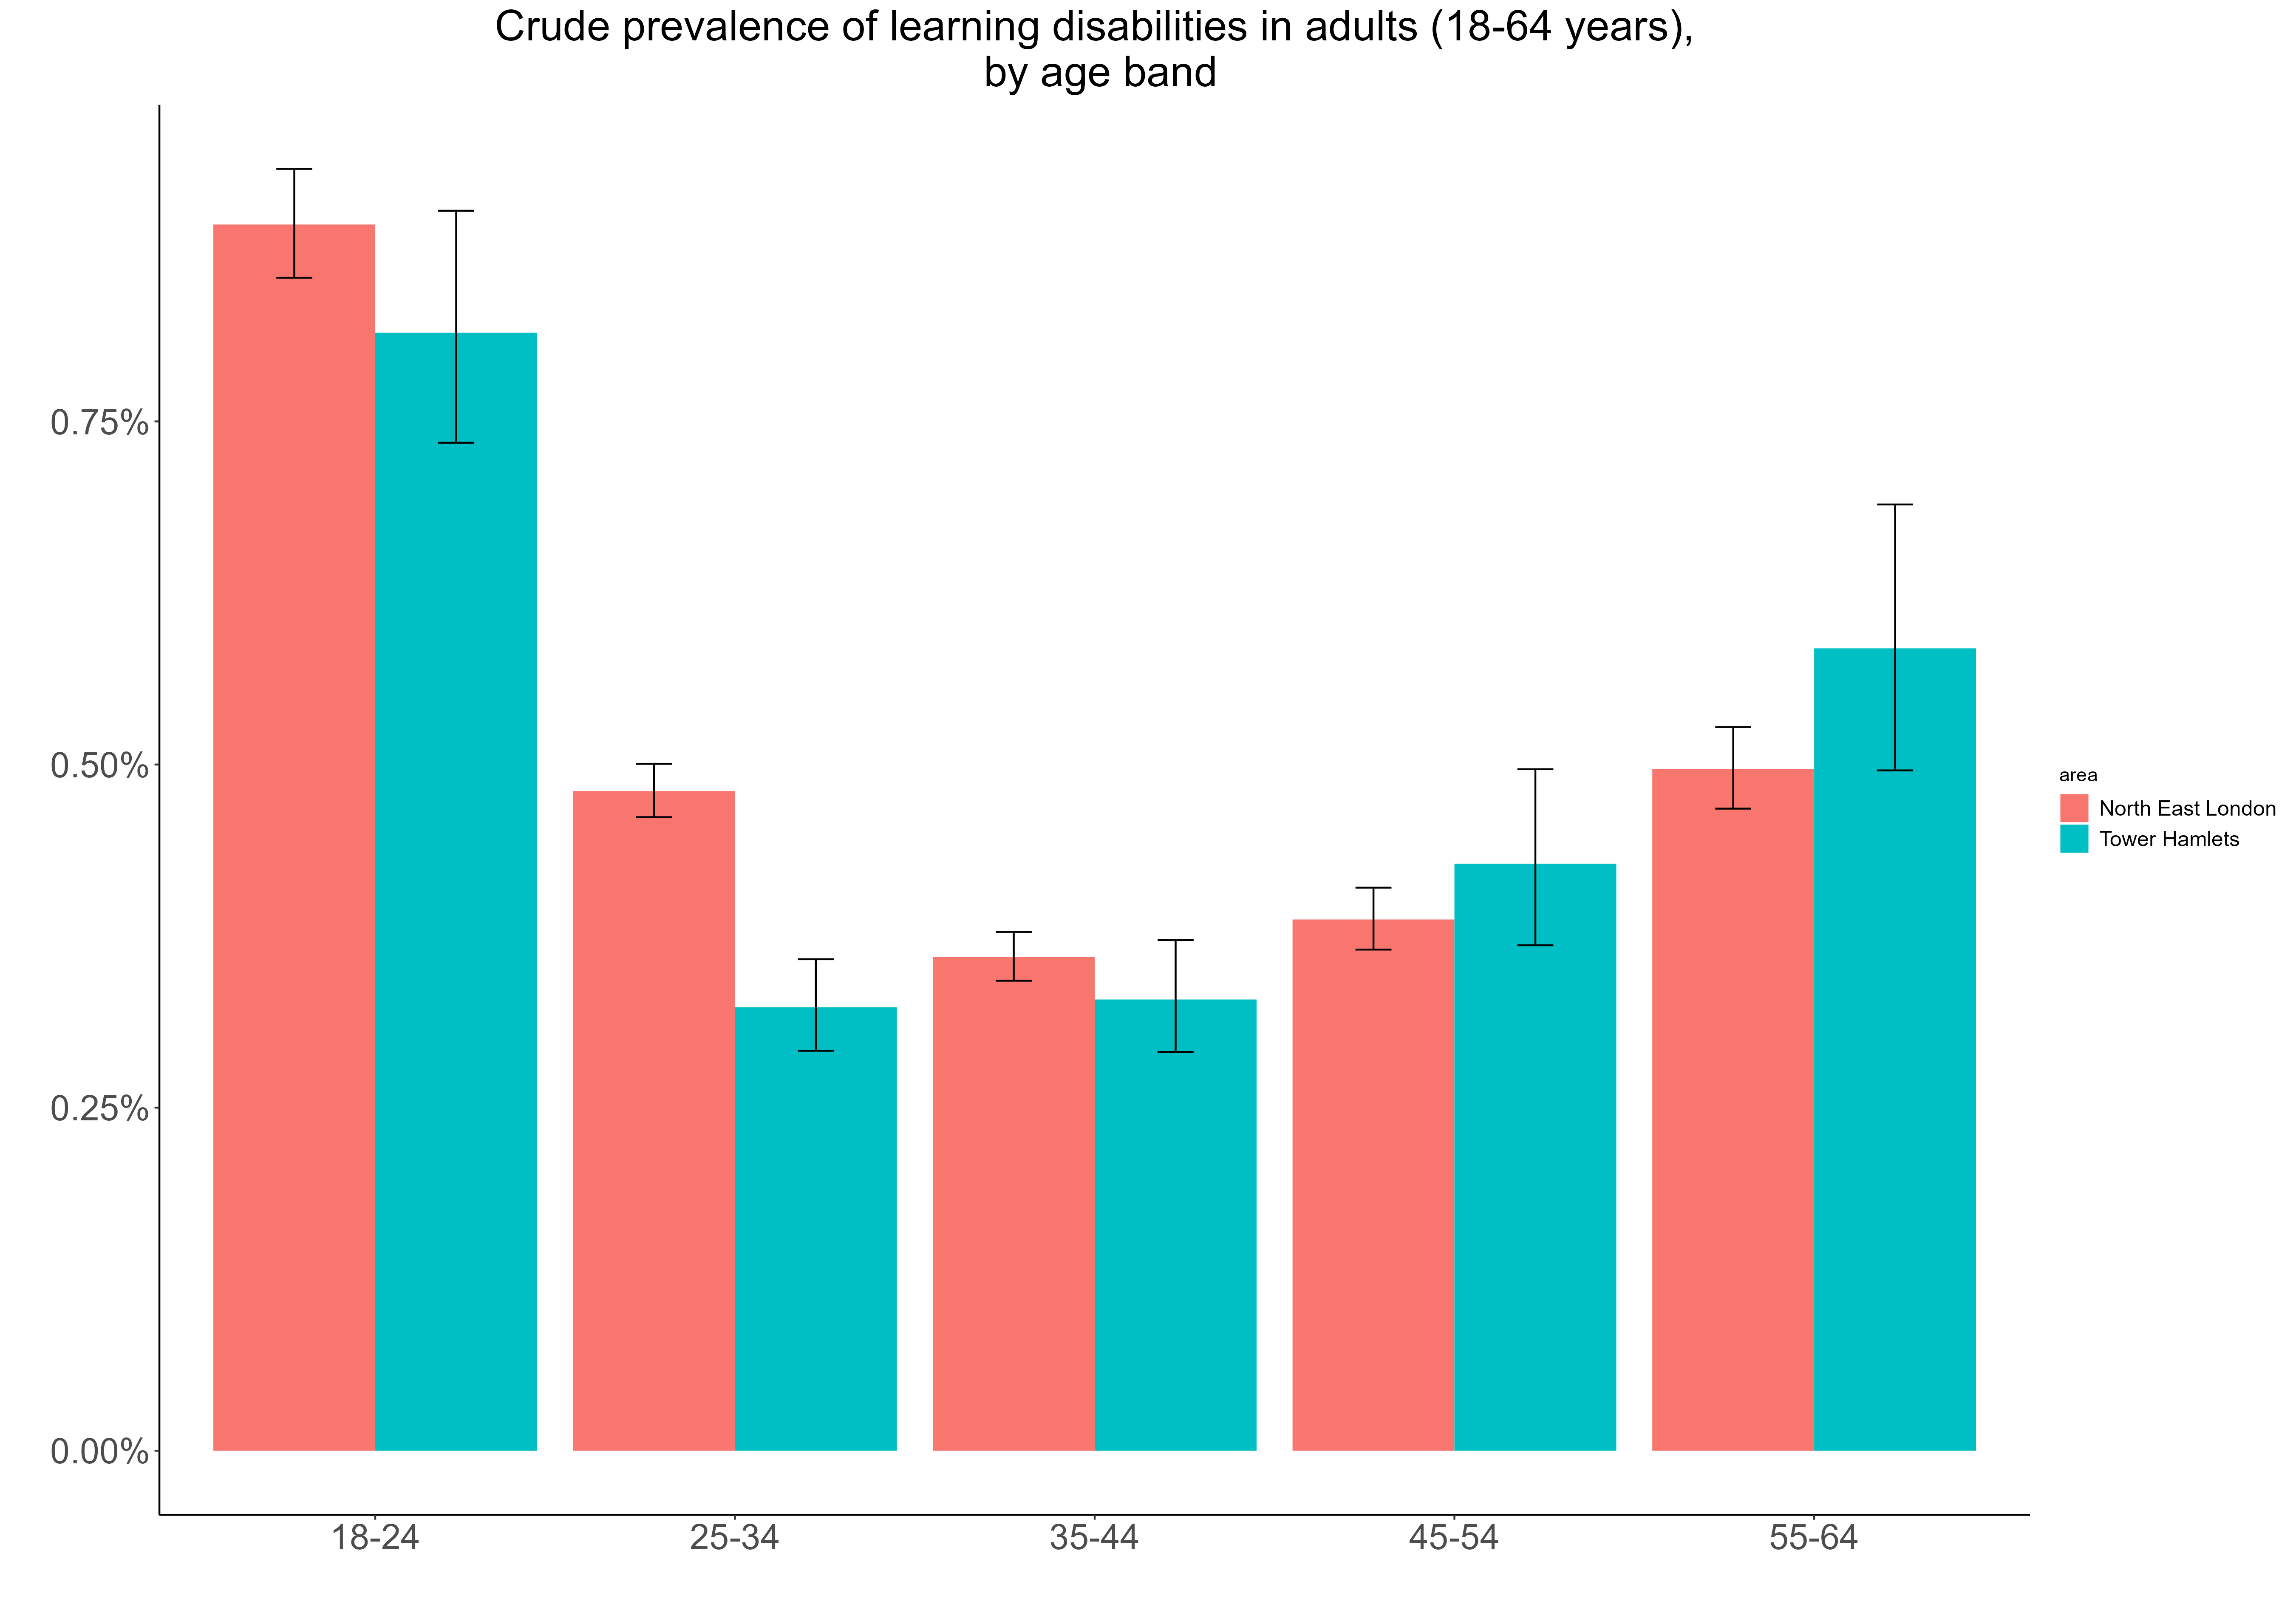 Crude prevalence of learning disabilities in adults (18-64 years),
by age band
0.75%
0.50%
0.25%
0.00%
18-24
25-34
35-44
45-54
55-64
area
North East London
Tower Hamlets